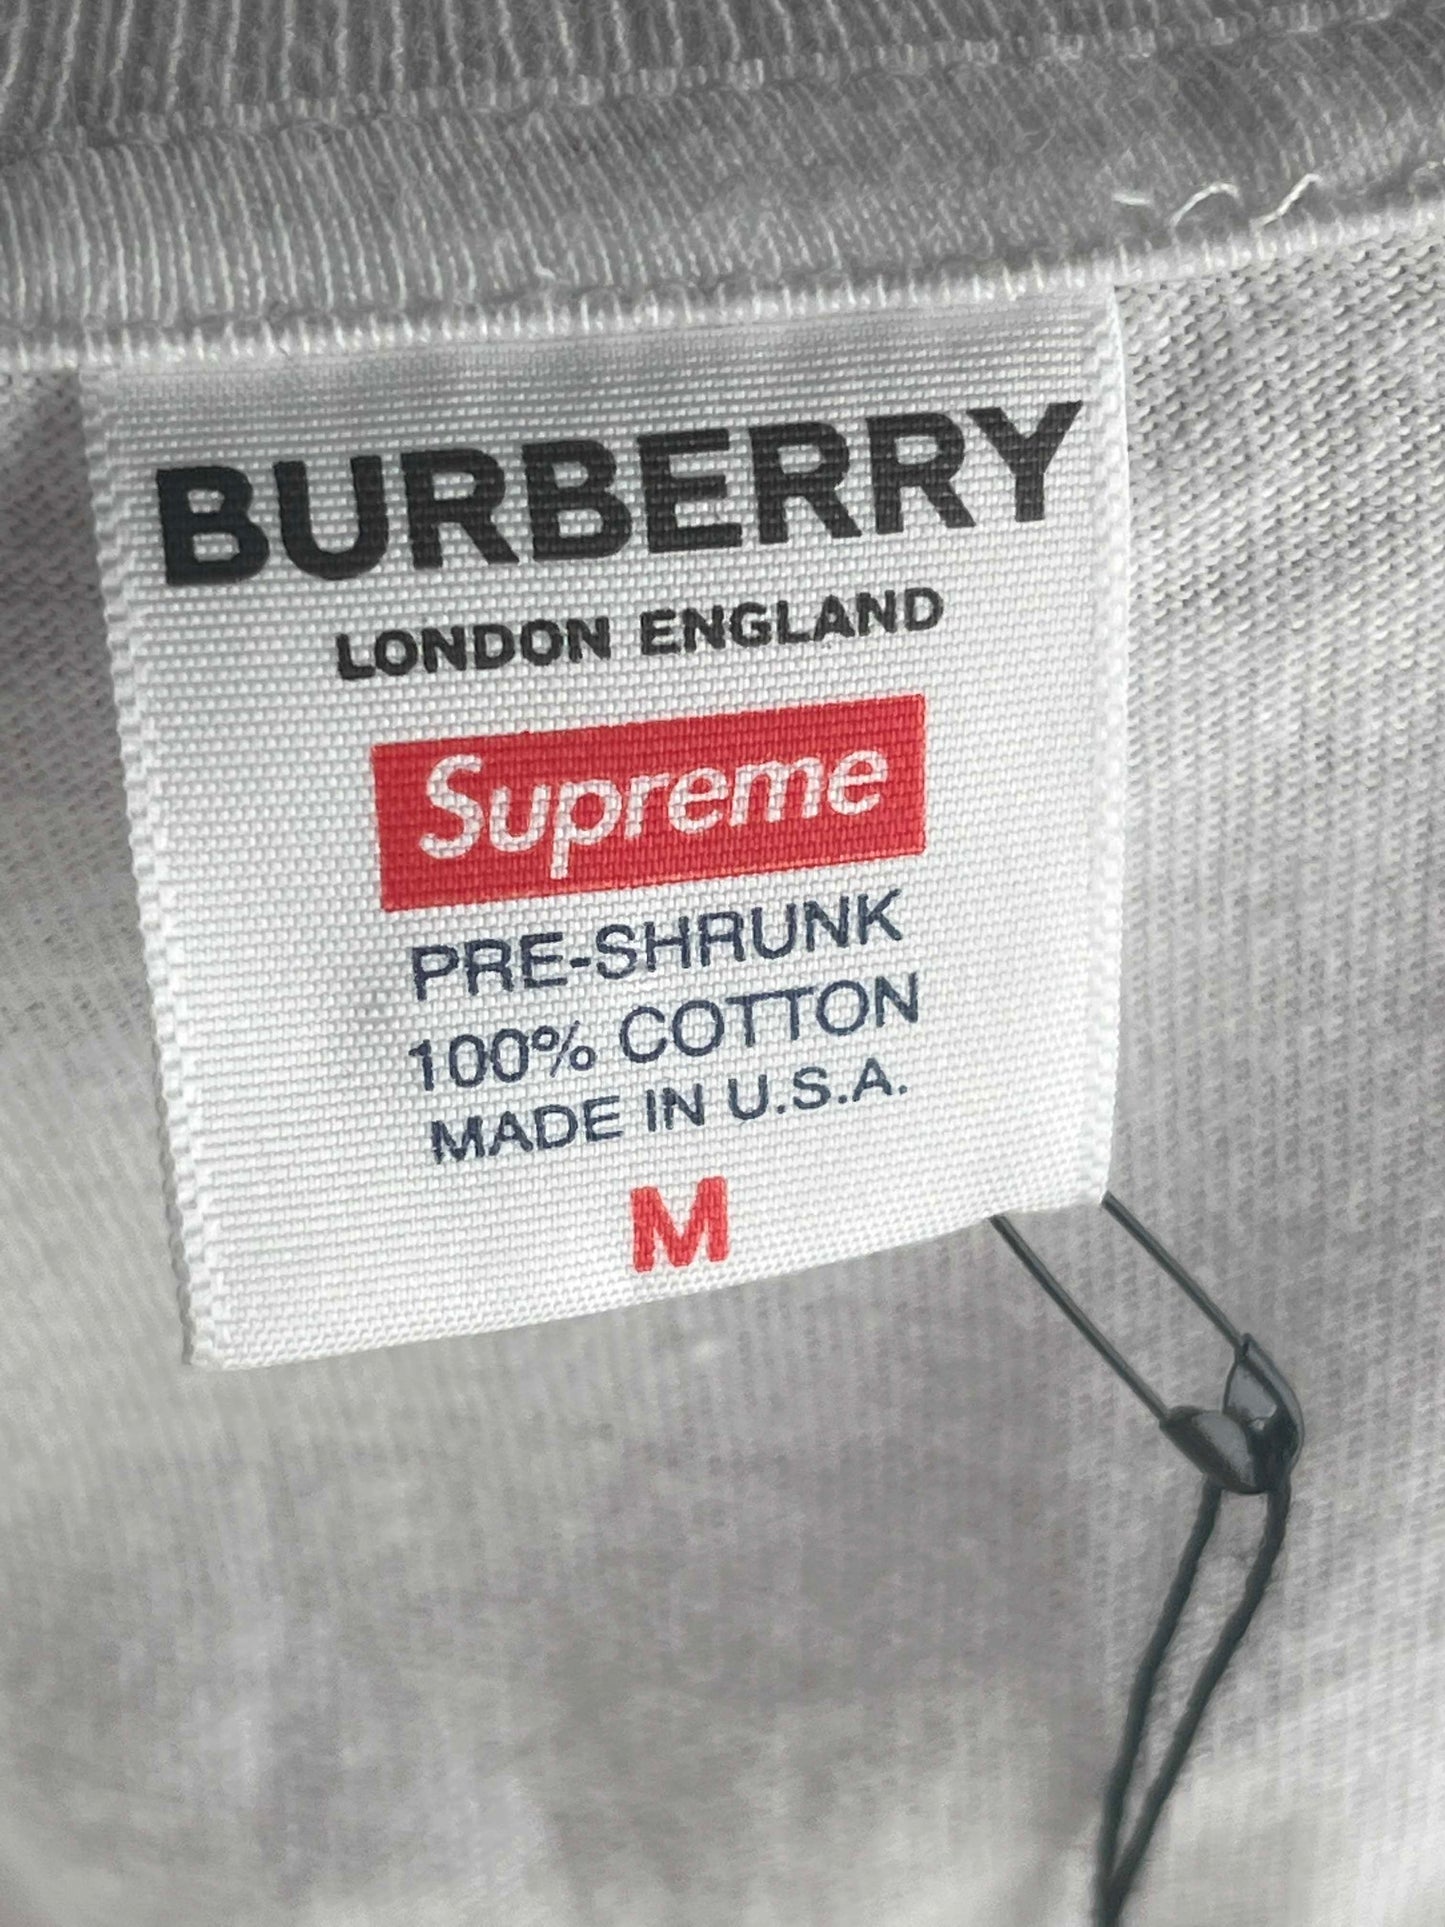 BURBERRY
LONDON ENGLAND
Supreme
PRE-SHRUNK
100% COTTON
MADE IN U.S.A.
M